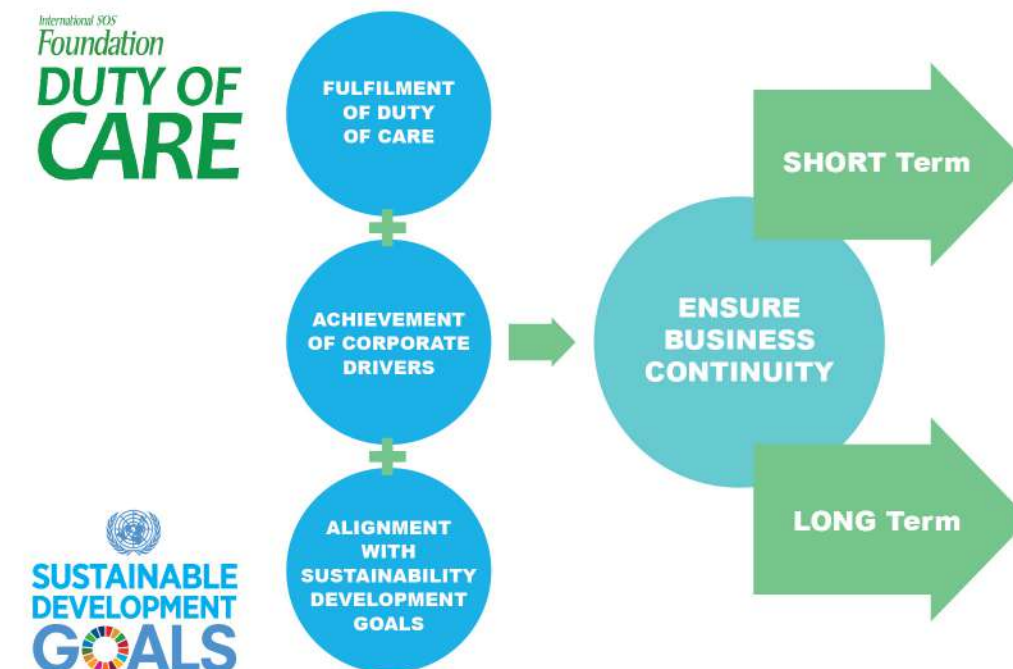 International SOS
Foundation
DUTY OF
CARE
FULFILMENT
OF DUTY
OF CARE
+
ACHIEVEMENT
OF CORPORATE
DRIVERS
+
ALIGNMENT
WITH
SUSTAINABILITY
DEVELOPMENT
GOALS
ENSURE
BUSINESS
CONTINUITY
SHORT Term
LONG Term
SUSTAINABLE
DEVELOPMENT
GOALS